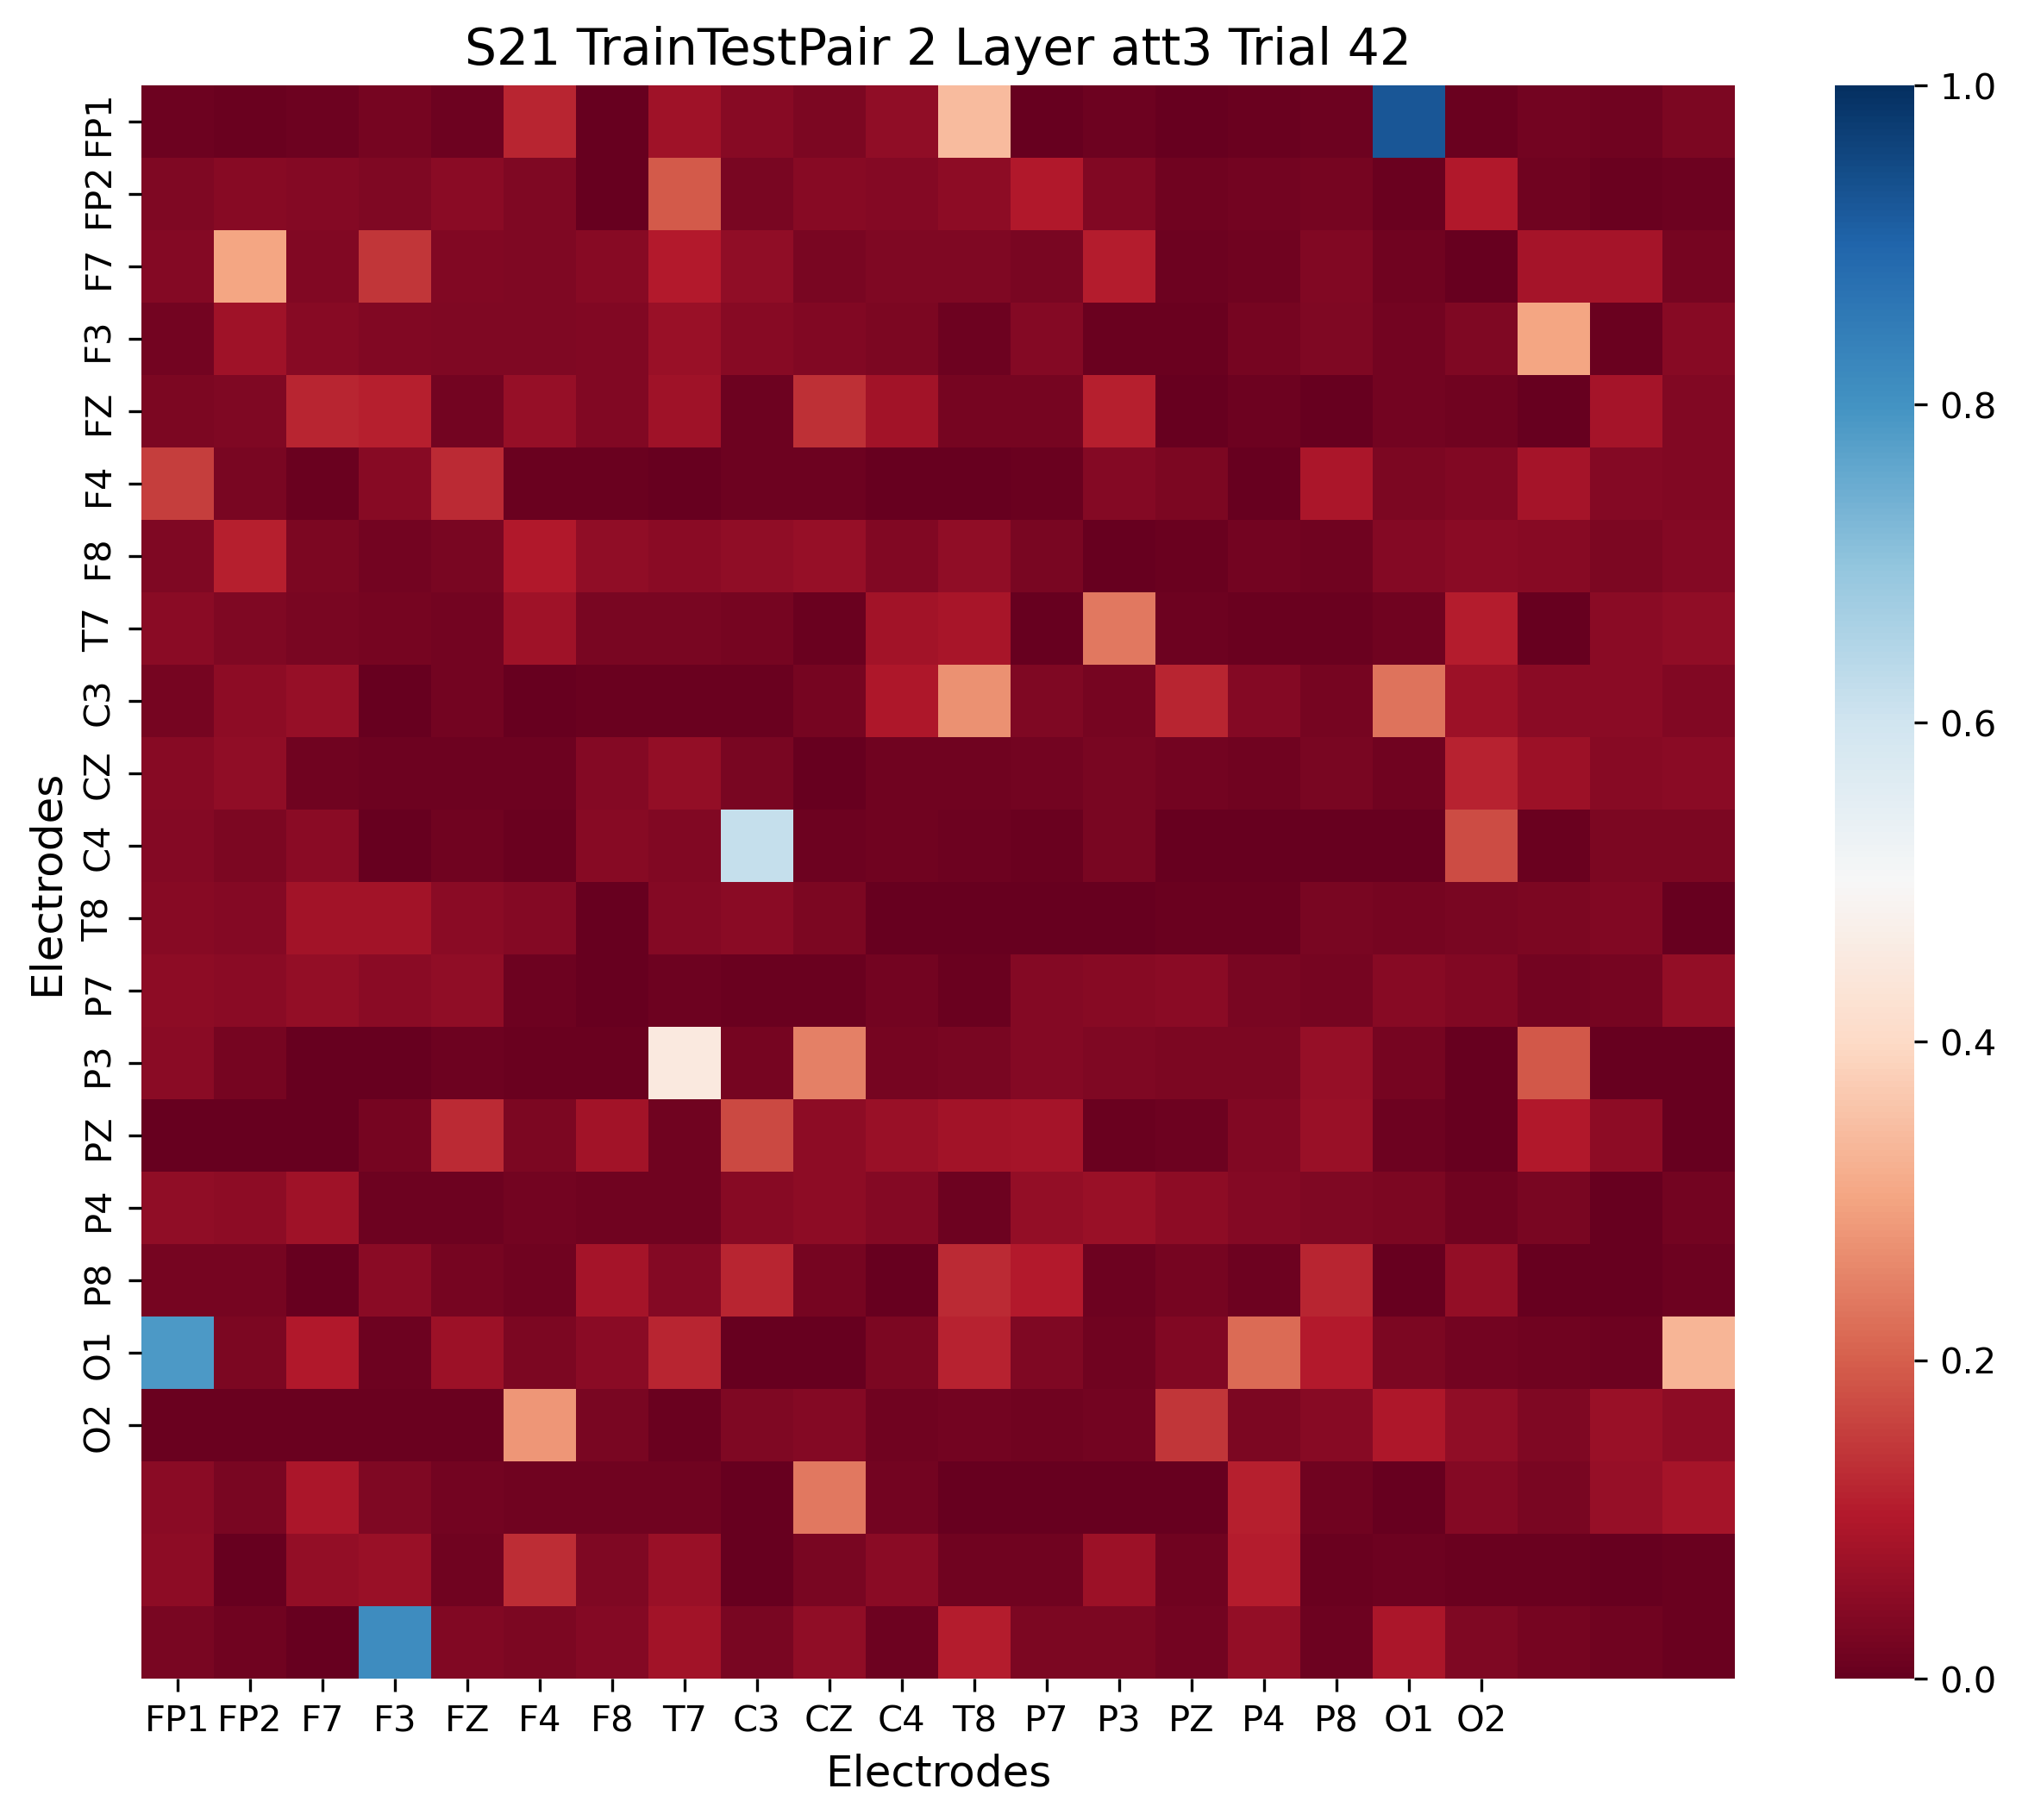 S21 TrainTestPair 2 Layer att3 Trial 42
Electrodes
FP1
FP2
F7
F3
FZ
F4
F8
T7
C3
CZ
C4
T8
P7
P3
PZ
P4
P8
O1
O2
FP1 FP2 F7 F3 FZ F4 F8 T7 C3 CZ C4 T8 P7 P3 PZ P4 P8 O1 O2
Electrodes
1.0
0.8
0.6
0.4
0.2
0.0